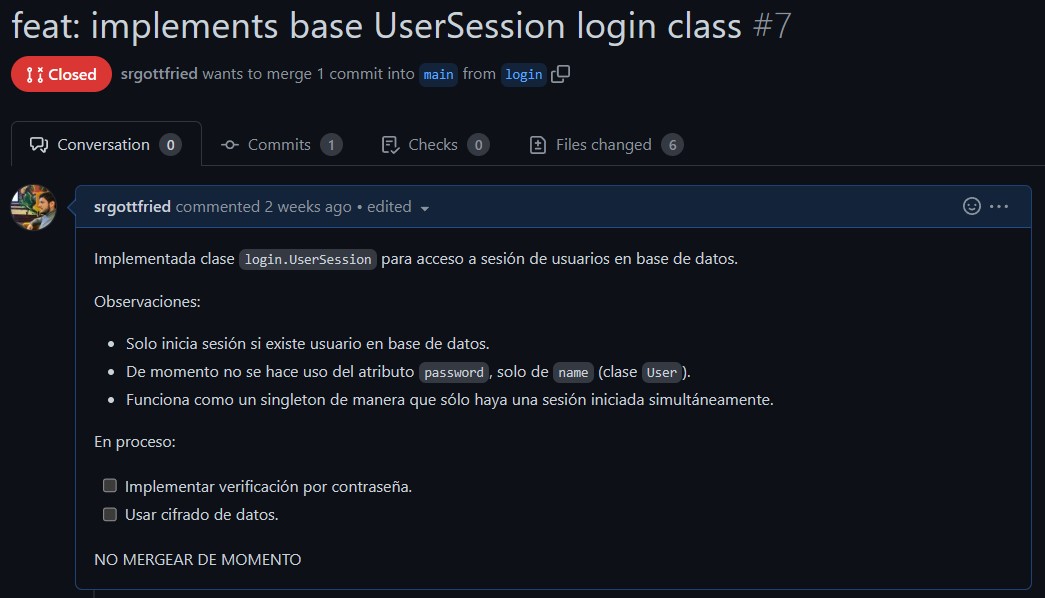 feat: implements base UserSession login class #7
Closed srgottfried wants to merge 1 commit into main from login
Conversation 0 Commits 1 Checks 0 Files changed 6
srgottfried commented 2 weeks ago • edited
Implementada clase login.UserSession para acceso a sesión de usuarios en base de datos.
Observaciones:
• Solo inicia sesión si existe usuario en base de datos.
• De momento no se hace uso del atributo password, solo de name (clase User).
• Funciona como un singleton de manera que sólo haya una sesión iniciada simultáneamente.
En proceso:
Implementar verificación por contraseña.
Usar cifrado de datos.
NO MERGEAR DE MOMENTO